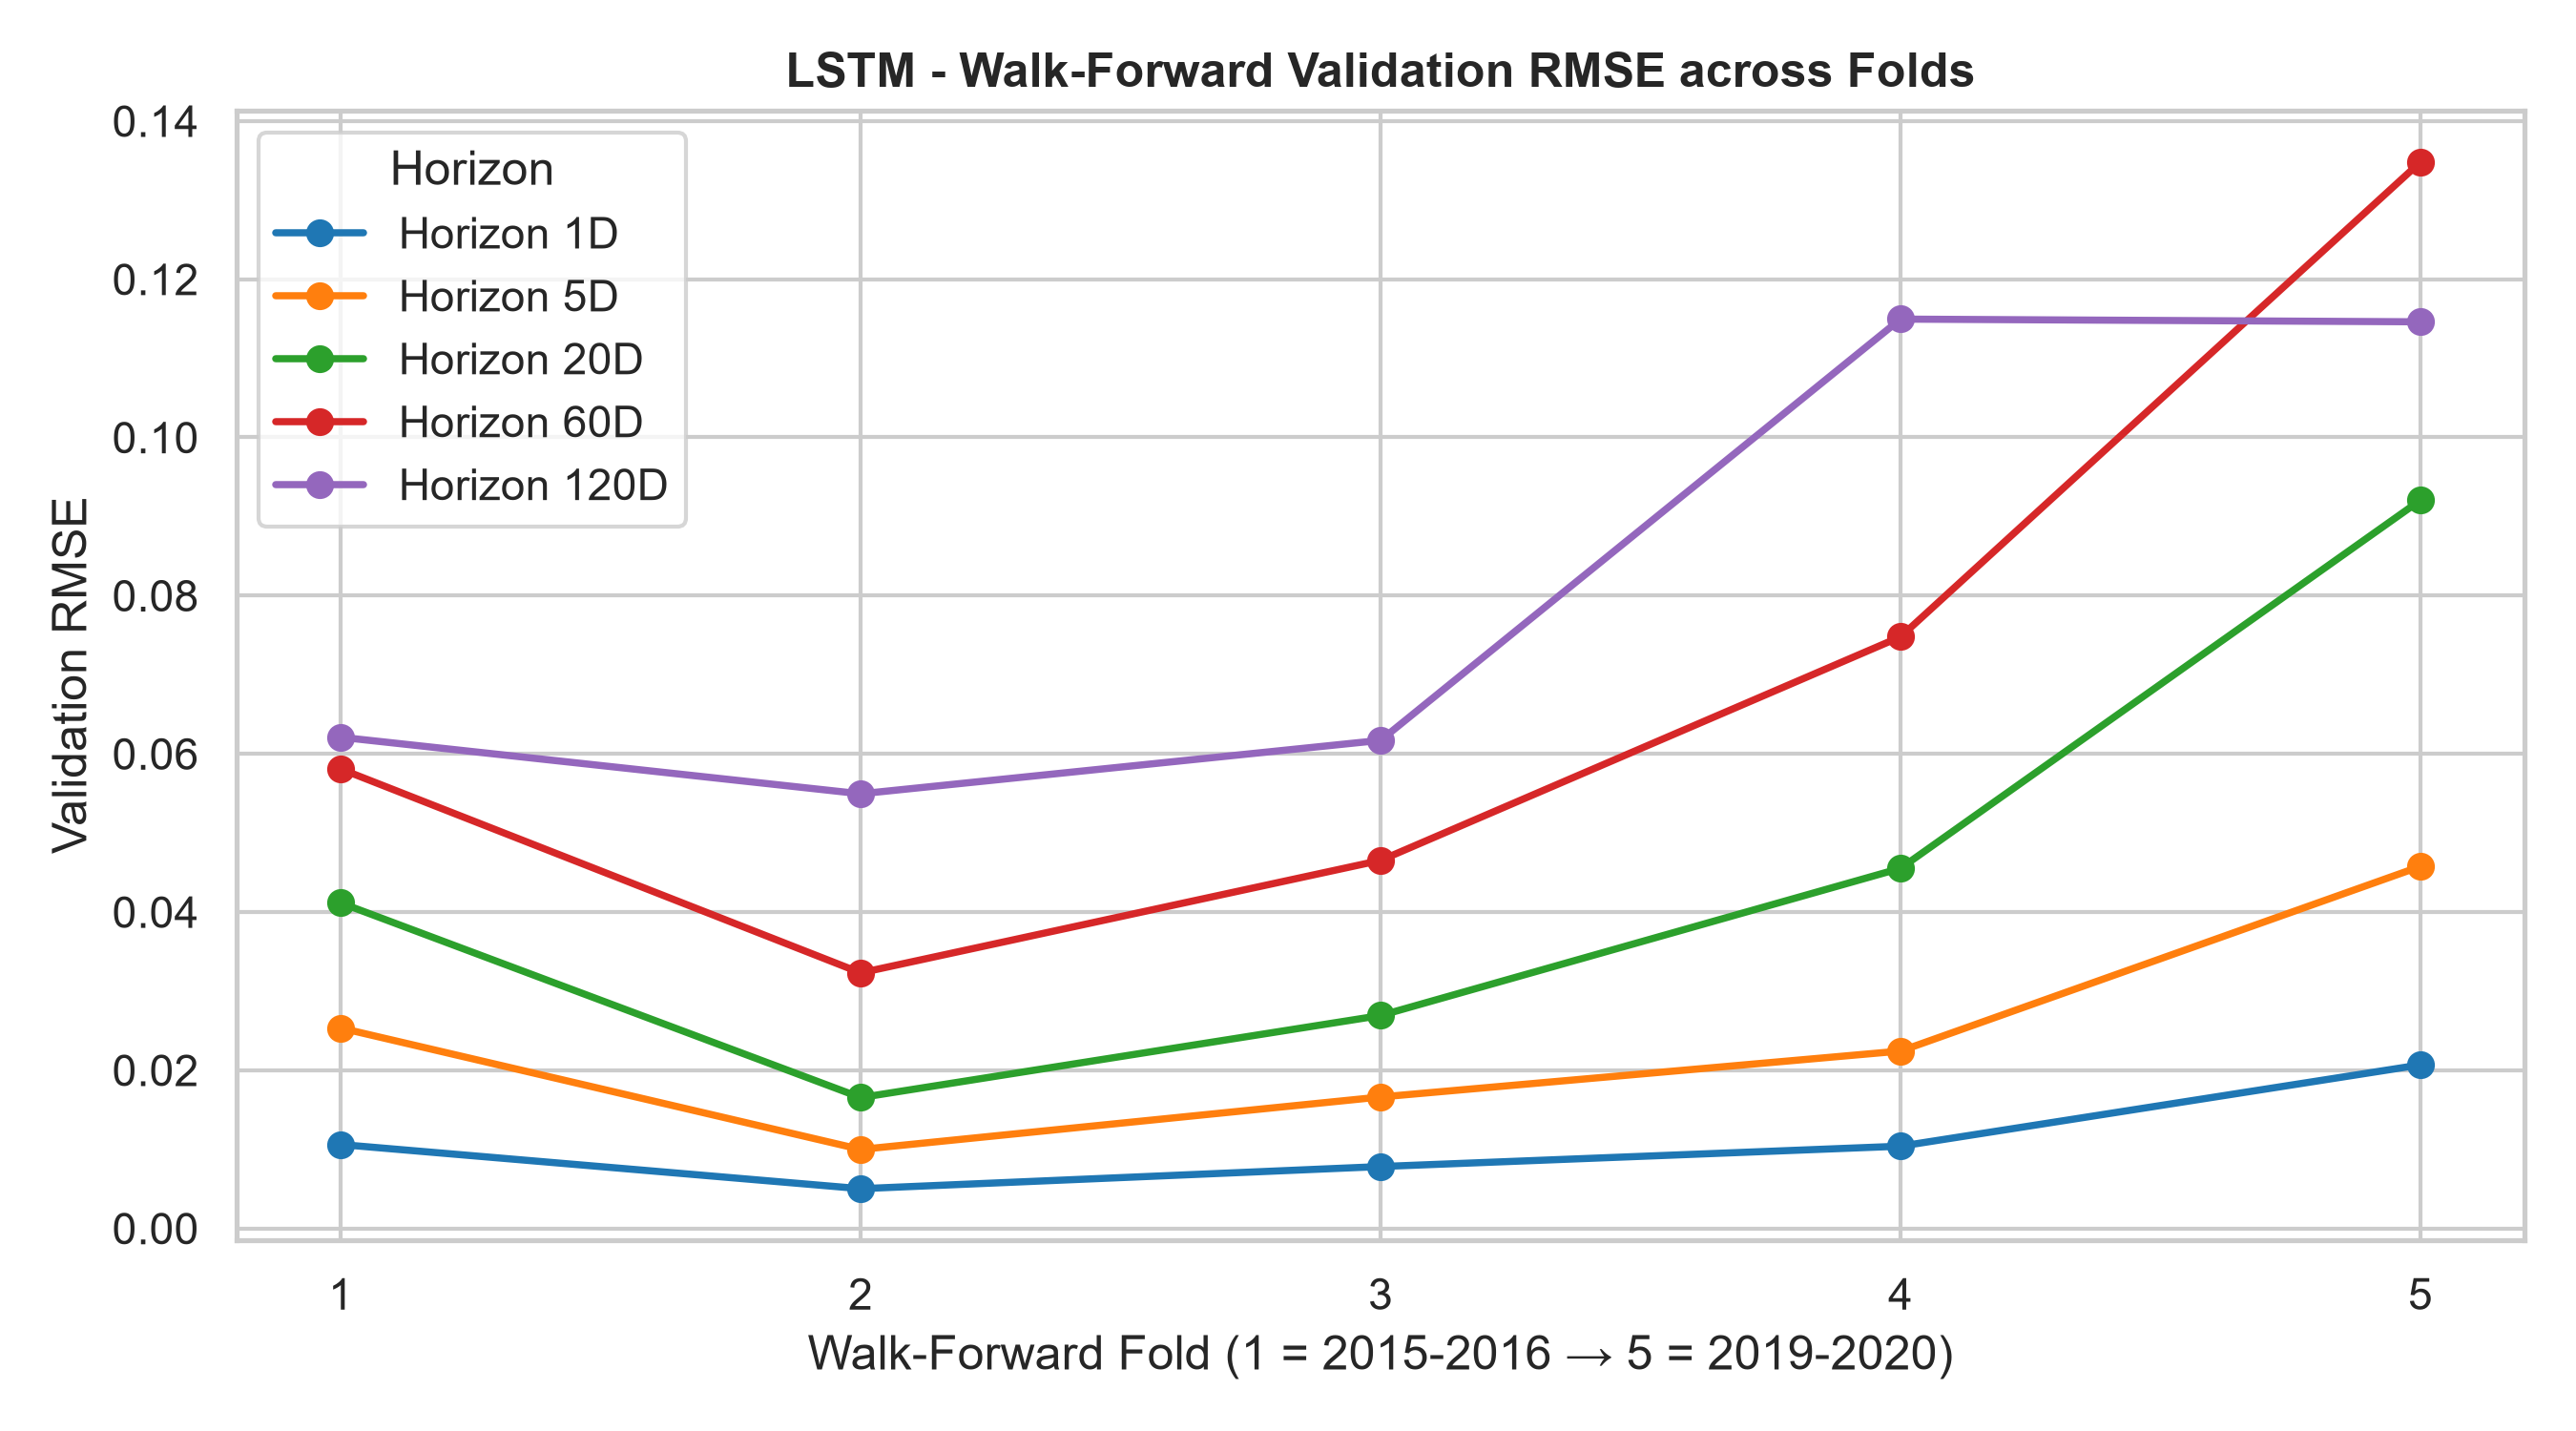 LSTM - Walk-Forward Validation RMSE across Folds
0.14
0.12
0.10
0.08
0.06
0.04
0.02
0.00
Validation RMSE
Horizon
Horizon 1D
Horizon 5D
Horizon 20D
Horizon 60D
Horizon 120D
1 2 3 4 5
Walk-Forward Fold (1 = 2015-2016 → 5 = 2019-2020)